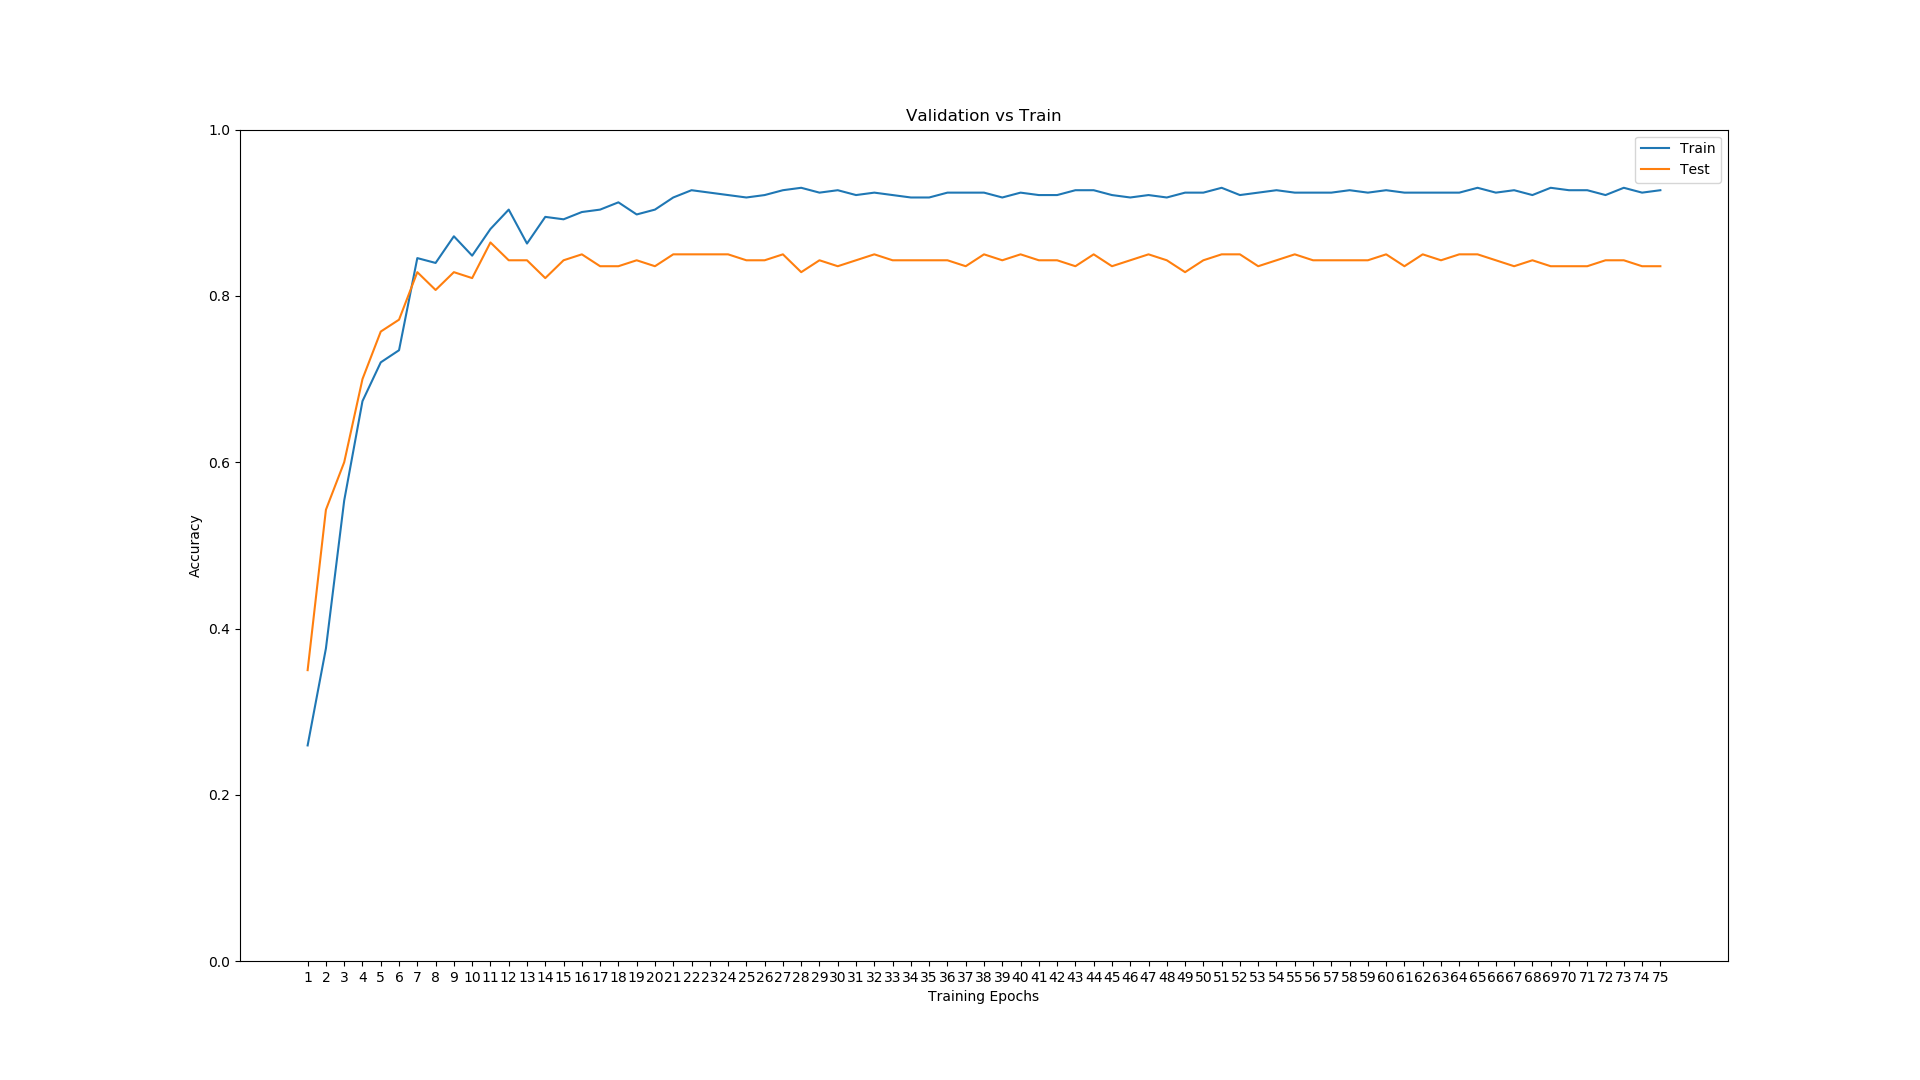 Validation vs Train
1.0
0.8
0.6
0.4
0.2
0.0
Accuracy
Train
Test
1 2 3 4 5 6 7 8 9 10 11 12 13 14 15 16 17 18 19 20 21 22 23 24 25 26 27 28 29 30 31 32 33 34 35 36 37 38 39 40 41 42 43 44 45 46 47 48 49 50 51 52 53 54 55 56 57 58 59 60 61 62 63 64 65 66 67 68 69 70 71 72 73 74 75
Training Epochs